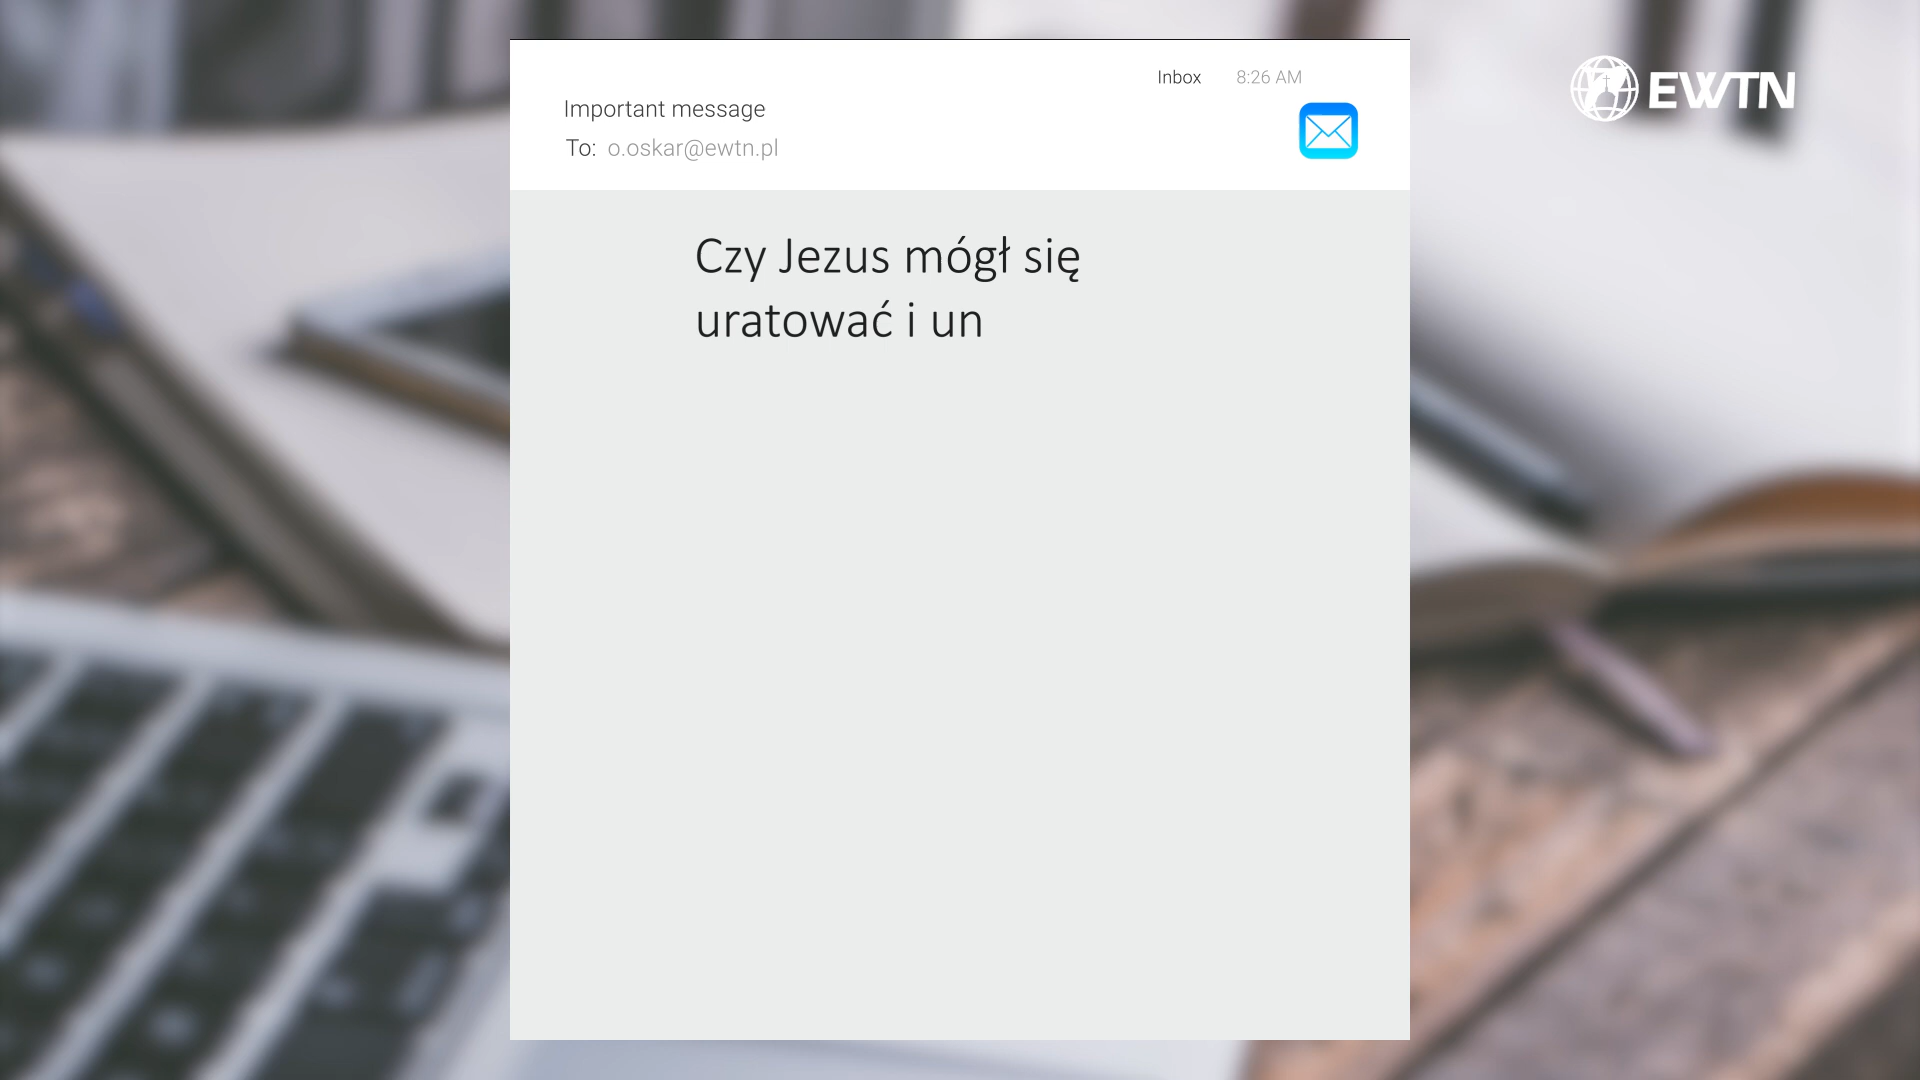 Inbox 8:26 AM
Important message
To: o.oskar@ewtn.pl
EWTN
Czy Jezus mógł się
uratować i un